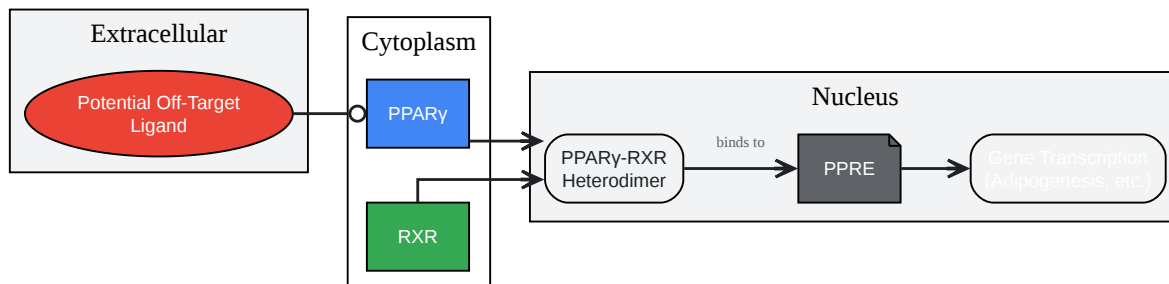 Extracellular
Potential Off-Target
Ligand
Cytoplasm
PPARγ
RXR
Nucleus
PPARγ-RXR
Heterodimer
binds to
PPRE
Gene Transcription
(Adipogenesis, etc.)